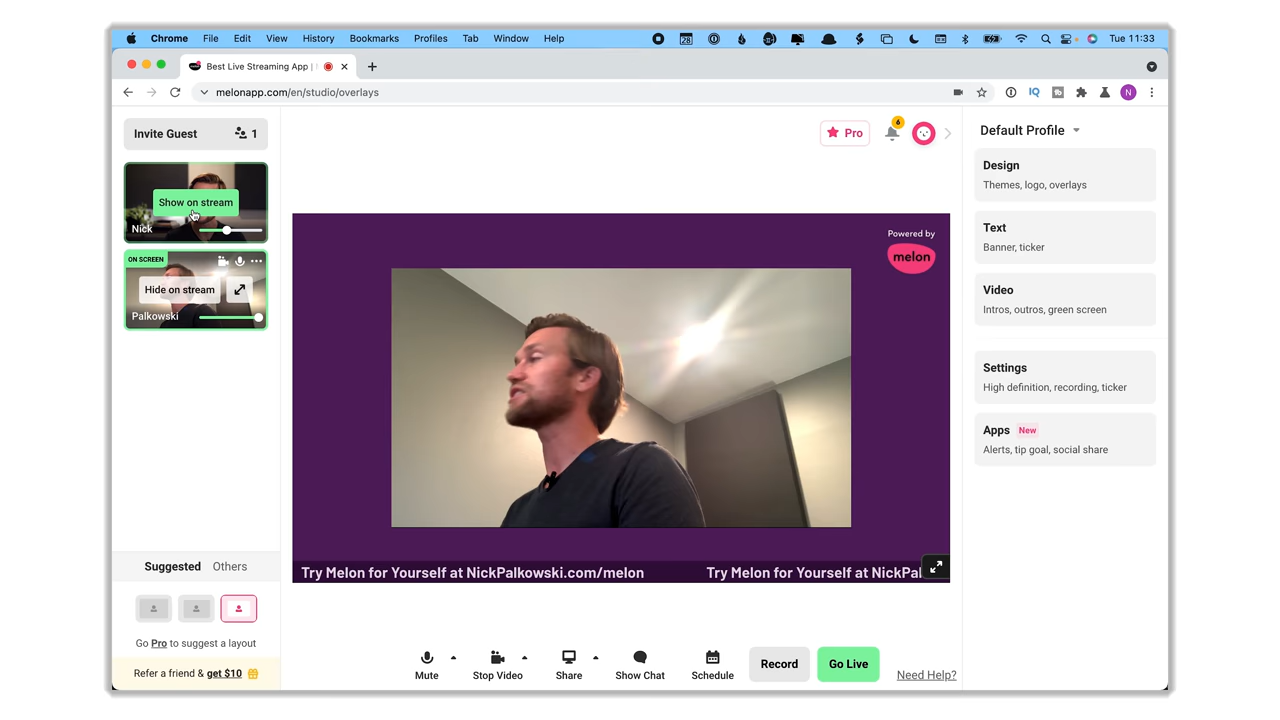 Chrome File Edit View History Bookmarks Profiles Tab Window Help
28
Tue 11:33
Best Live Streaming App |
melonapp.com/en/studio/overlays
IQ
N
Invite Guest
1
Show on stream
Nick
ON SCREEN
Hide on stream
Palkowski
Suggested Others
Go Pro to suggest a layout
Refer a friend & get $10
Pro
6
Powered by
melon
Try Melon for Yourself at NickPalkowski.com/melon Try Melon for Yourself at NickPal
Mute
Stop Video
Share
Show Chat
Schedule
Record
Go Live
Need Help?
Default Profile
Design
Themes, logo, overlays
Text
Banner, ticker
Video
Intros, outros, green screen
Settings
High definition, recording, ticker
Apps New
Alerts, tip goal, social share